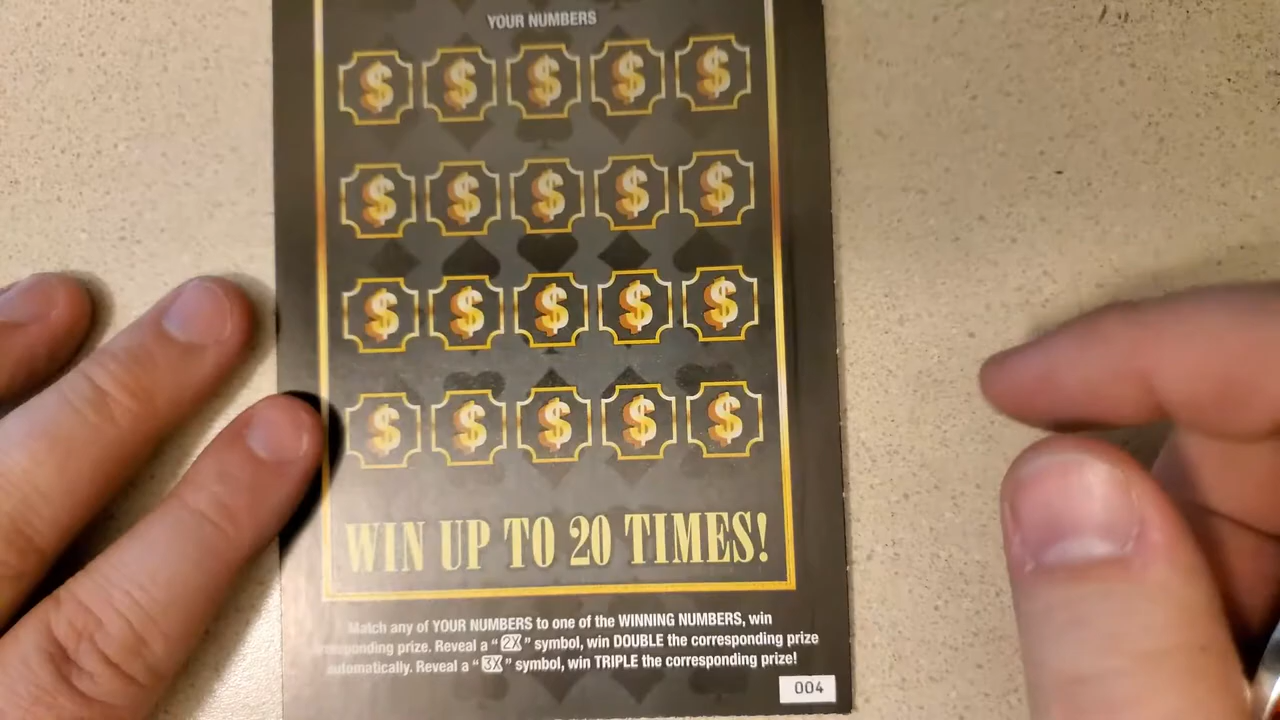 YOUR NUMBERS
$ $ $ $ $
$ $ $ $ $
$ $ $ $ $
$ $ $ $ $
WIN UP TO 20 TIMES!
Match any of YOUR NUMBERS to one of the WINNING NUMBERS, win
prize. Reveal a “ 2X ” symbol, win DOUBLE the corresponding prize
automatically. Reveal a “ 3X ” symbol, win TRIPLE the corresponding prize!
004